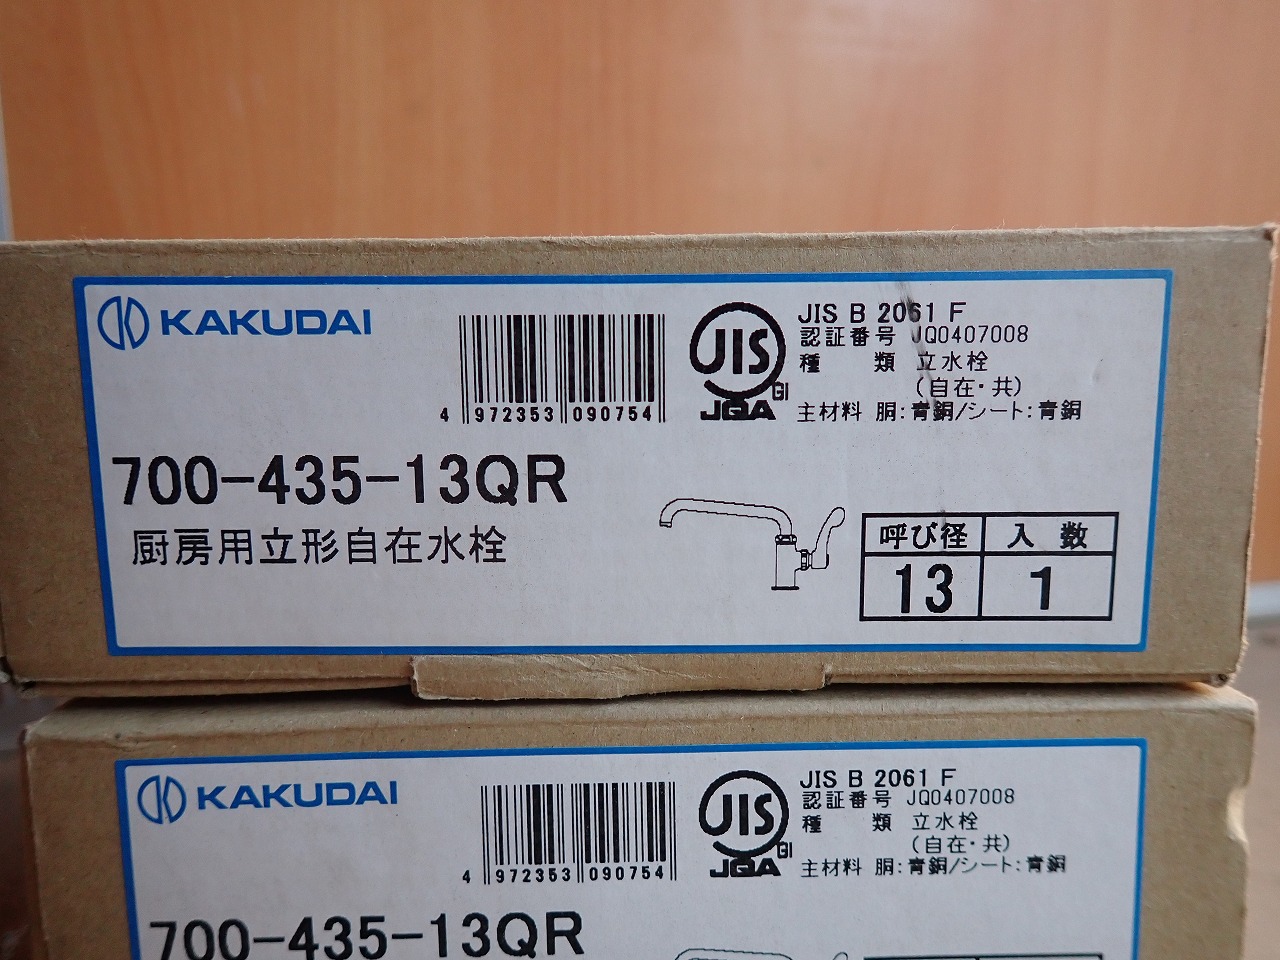 KAKUDAI
4 972353 090754
JIS
GI
JQA
JIS B 2061 F
認証番号 JQ0407008
種 類 立水栓
(自在・共)
主材料 胴:青銅/シート:青銅
700-435-13QR
厨房用立形自在水栓
呼び径 入数
13 1
KAKUDAI
4 972353 090754
JIS
GI
JQA
JIS B 2061 F
認証番号 JQ0407008
種 類 立水栓
(自在・共)
主材料 胴:青銅/シート:青銅
700-435-13QR